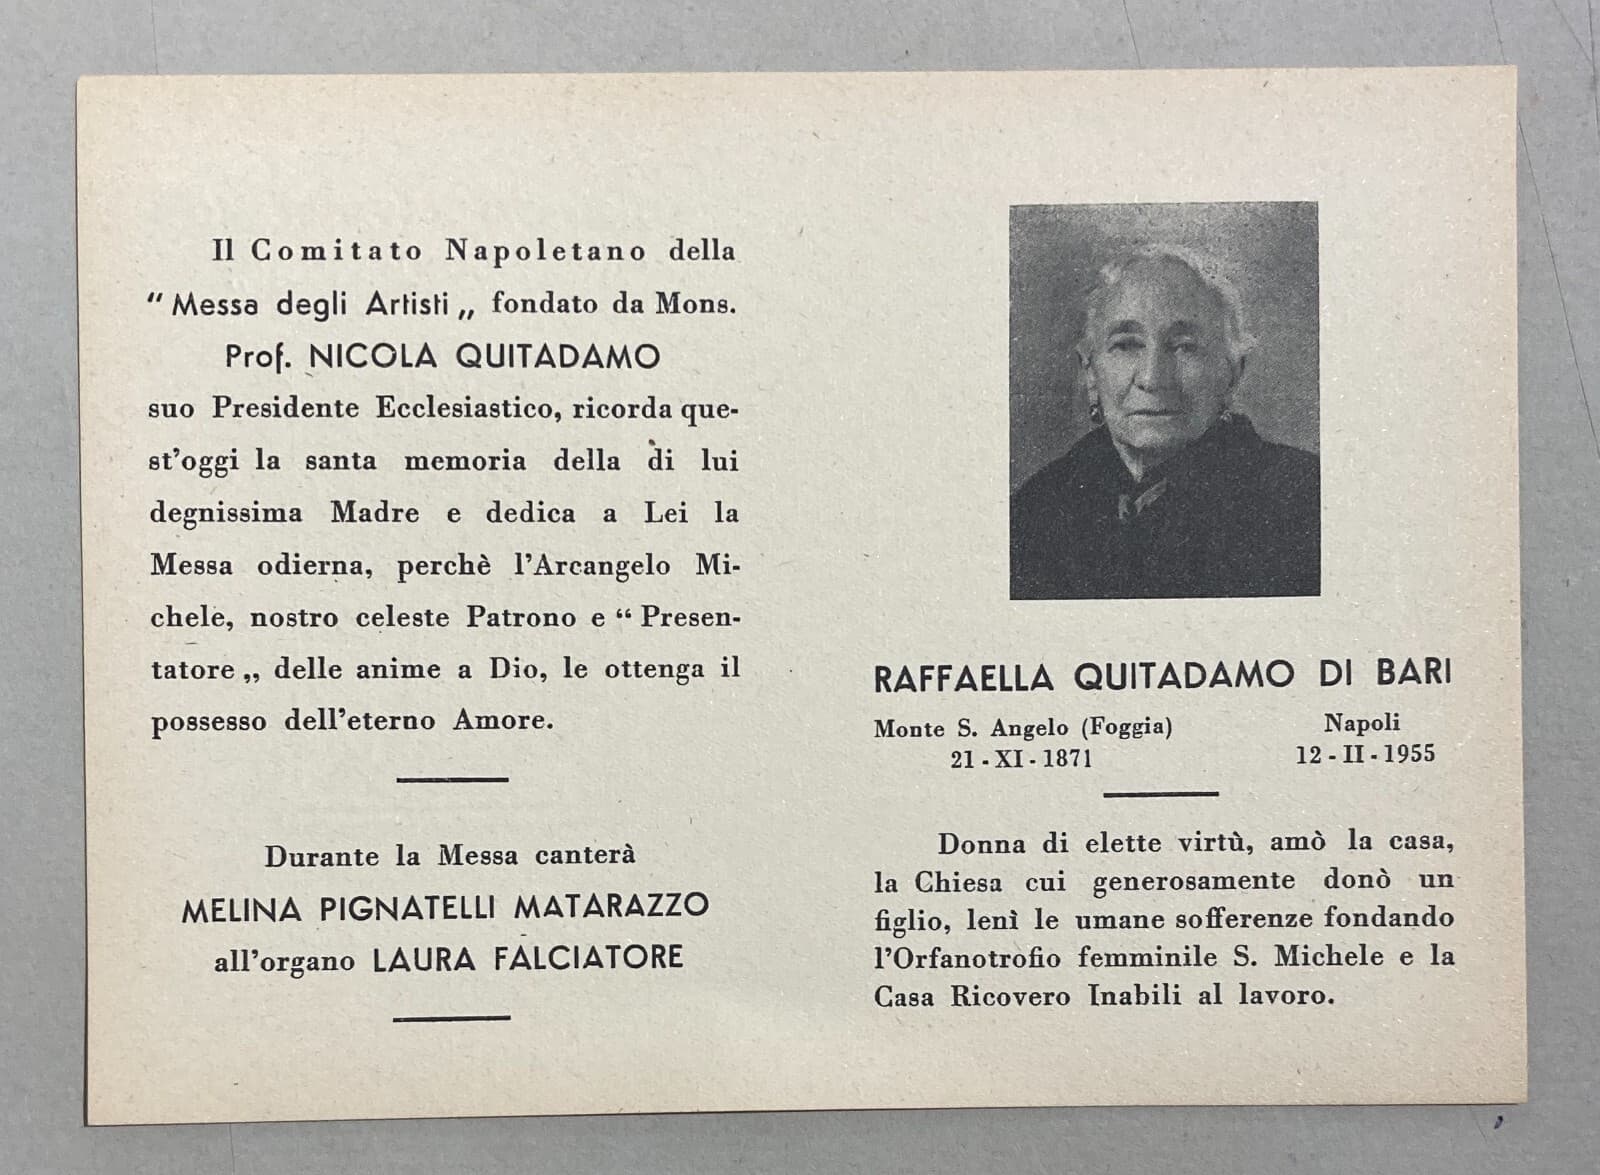 Il Comitato Napoletano della
“ Messa degli Artisti „ fondato da Mons.
Prof. NICOLA QUITADAMO
suo Presidente Ecclesiastico, ricorda que-
st'oggi la santa memoria della di lui
degnissima Madre e dedica a Lei la
Messa odierna, perchè l'Arcangelo Mi-
chele, nostro celeste Patrono e “ Presen-
tatore „ delle anime a Dio, le ottenga il
possesso dell'eterno Amore.
Durante la Messa canterà
MELINA PIGNATELLI MATARAZZO
all'organo LAURA FALCIATORE
RAFFAELLA QUITADAMO DI BARI
Monte S. Angelo (Foggia) Napoli
21 - XI - 1871 12 - II - 1955
Donna di elette virtù, amò la casa,
la Chiesa cui generosamente donò un
figlio, lenì le umane sofferenze fondando
l'Orfanotrofio femminile S. Michele e la
Casa Ricovero Inabili al lavoro.